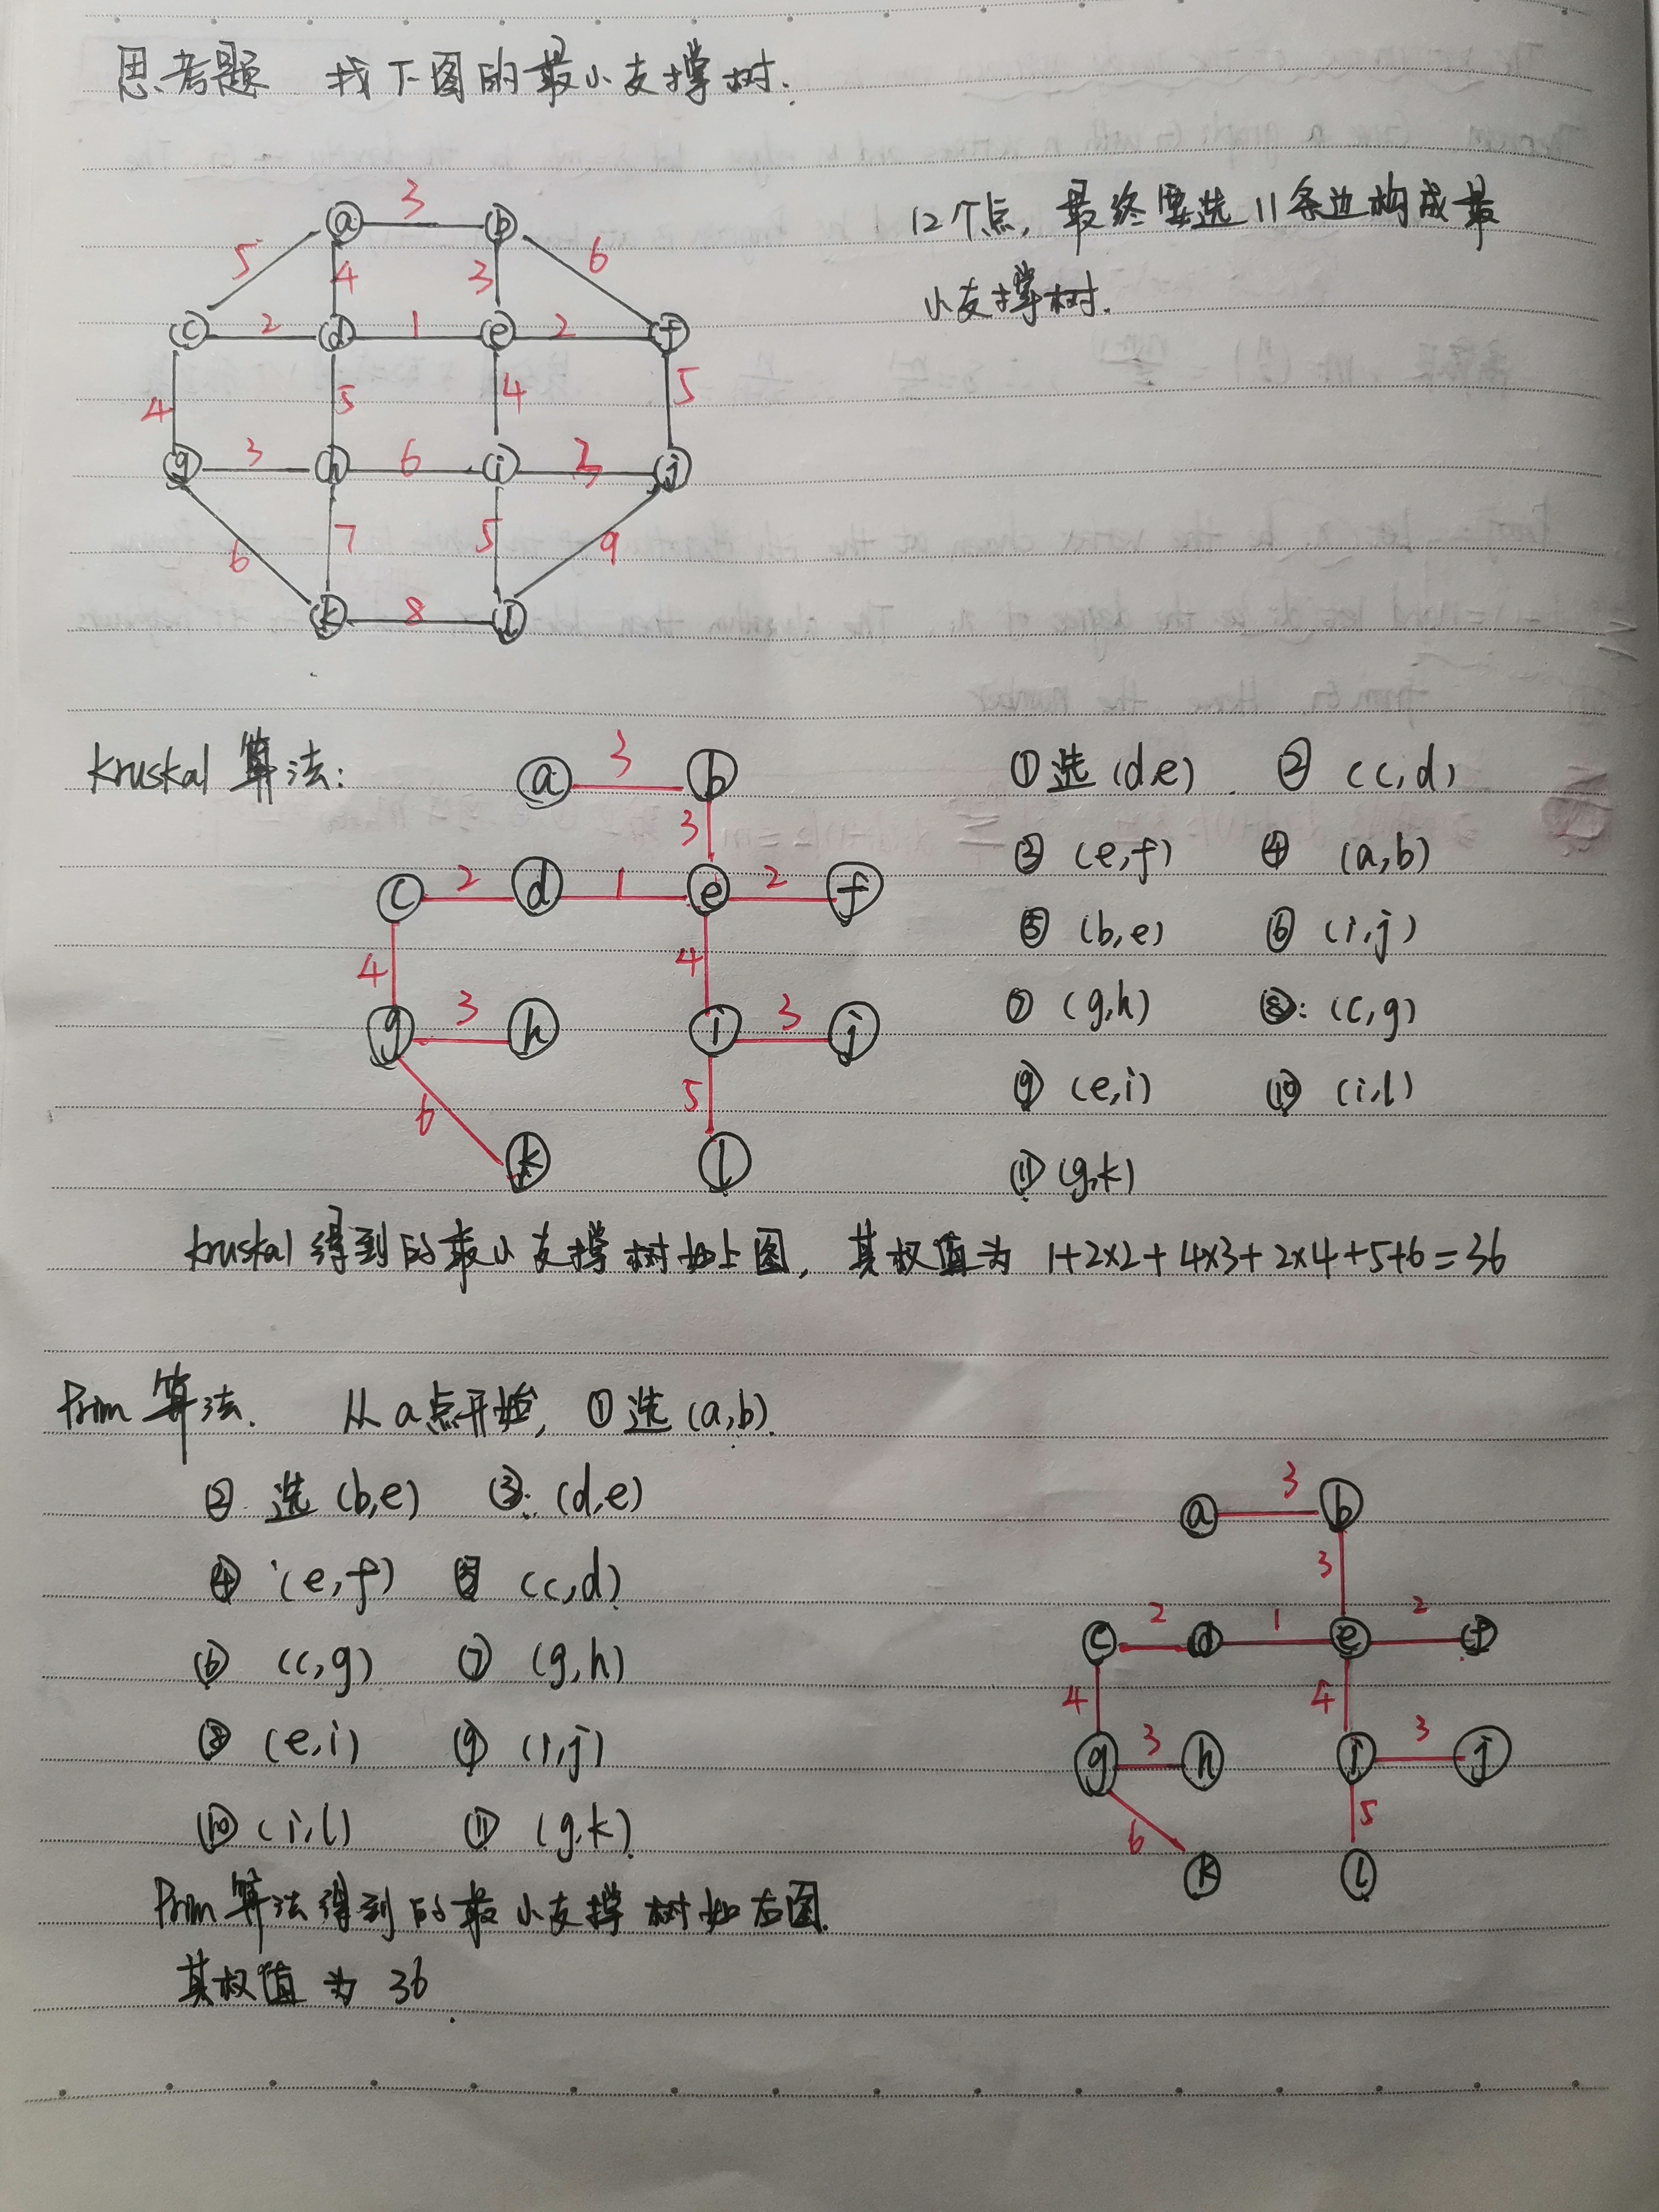 思考题 找下图的最小支撑树.
12个点, 最终要选11条边构成最
小支撑树.
3
a b
5 4 3 6
c 2 d 1 e 2 f
4 5 4 5
g 3 h 6 i 3 j
6 7 5 9
k 8 l
Kruskal 算法:
3
a b
3
c 2 d 1 e 2 f
4 4
g 3 h i 3 j
6 5
k l
① 选 (d,e) ② (c,d)
③ (e,f) ④ (a,b)
⑤ (b,e) ⑥ (i,j)
⑦ (g,h) ⑧: (c,g)
⑨ (e,i) ⑩ (i,l)
⑪ (g,k)
kruskal 得到的最小支撑树如上图, 其权值为 1+2×2+4×3+2×4+5+6=36
Prim 算法. 从a点开始, ① 选 (a,b).
② 选 (b,e) ③: (d,e)
④ (e,f) ⑤ (c,d)
⑥ (c,g) ⑦ (g,h)
⑧ (e,i) ⑨ (i,j)
⑩ (i,l) ⑪ (g,k).
3
a b
3
c 2 d 1 e 2 f
4 4
g 3 h i 3 j
6 5
k l
Prim 算法得到的最小支撑树如右图.
其权值为 36.